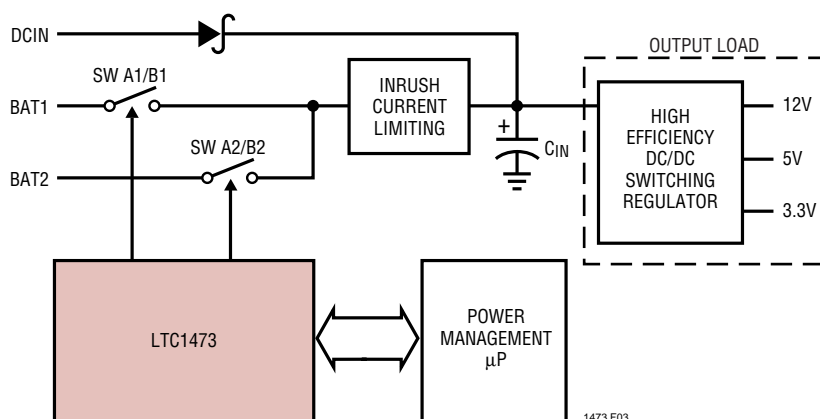 DCIN
SW A1/B1
BAT1
SW A2/B2
BAT2
INRUSH
CURRENT
LIMITING
+
CIN
OUTPUT LOAD
HIGH
EFFICIENCY
DC/DC
SWITCHING
REGULATOR
12V
5V
3.3V
LTC1473
POWER
MANAGEMENT
µP
1473 F03